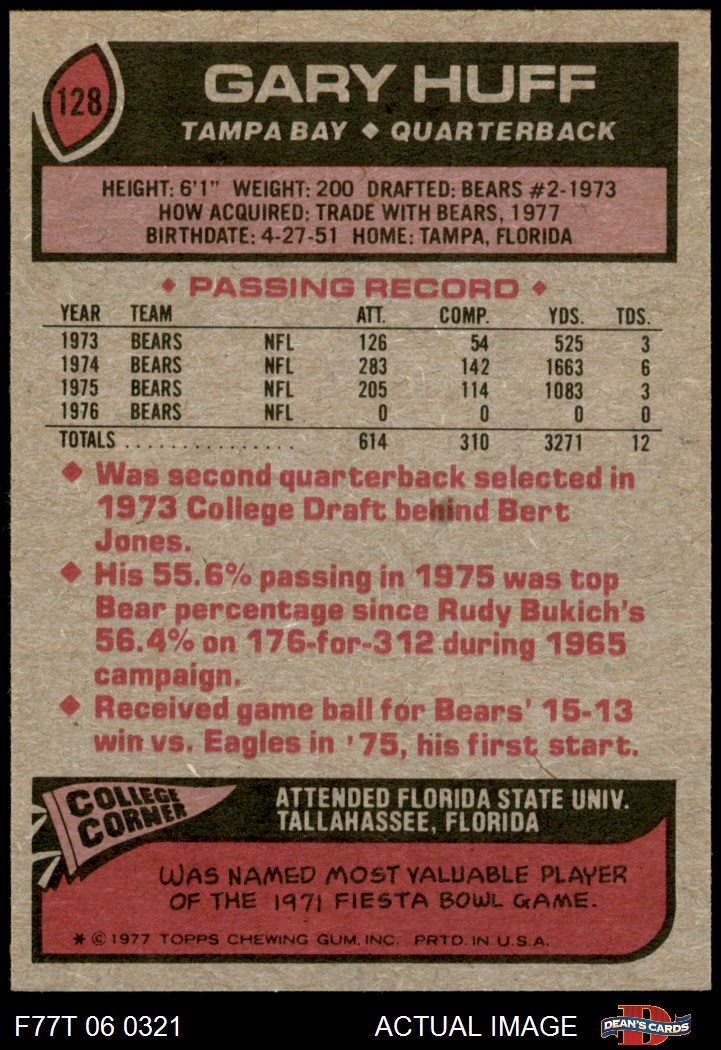 128
GARY HUFF
TAMPA BAY ◆ QUARTERBACK
HEIGHT: 6'1" WEIGHT: 200 DRAFTED: BEARS #2-1973
HOW ACQUIRED: TRADE WITH BEARS, 1977
BIRTHDATE: 4-27-51 HOME: TAMPA, FLORIDA
◆ PASSING RECORD ◆
YEAR TEAM ATT. COMP. YDS. TDS.
1973 BEARS NFL 126 54 525 3
1974 BEARS NFL 283 142 1663 6
1975 BEARS NFL 205 114 1083 3
1976 BEARS NFL 0 0 0 0
TOTALS ................ 614 310 3271 12
◆ Was second quarterback selected in
1973 College Draft behind Bert
Jones.
◆ His 55.6% passing in 1975 was top
Bear percentage since Rudy Bukich's
56.4% on 176-for-312 during 1965
campaign.
◆ Received game ball for Bears' 15-13
win vs. Eagles in '75, his first start.
COLLEGE
CORNER
ATTENDED FLORIDA STATE UNIV.
TALLAHASSEE, FLORIDA
WAS NAMED MOST VALUABLE PLAYER
OF THE 1971 FIESTA BOWL GAME.
* © 1977 TOPPS CHEWING GUM, INC. PRTD. IN U.S.A.
F77T 06 0321 ACTUAL IMAGE DEAN'S CARDS